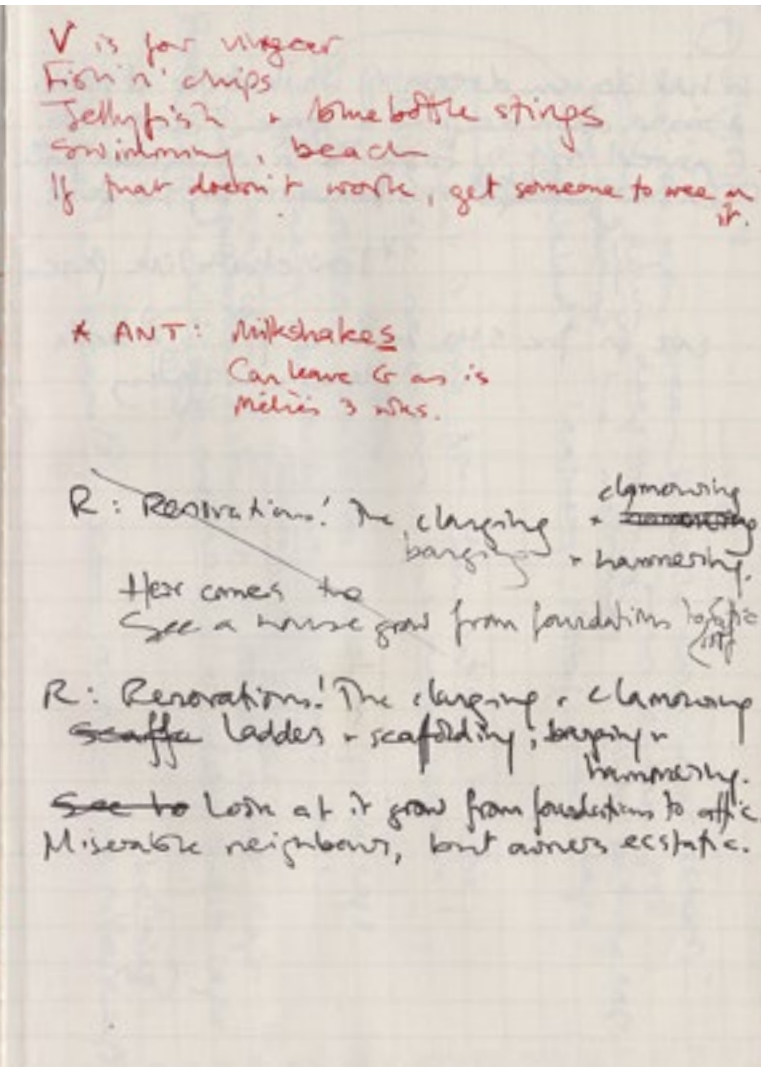 V is for vinegar
Fish n' chips
Jellyfish + bluebottle stings
Swimming, beach
If that doesn't work, get someone to wee on
it.
* ANT: Milkshakes
Can leave G as is
3 wks.
R: Renovations! The clanging + clamouring
banging + hammering.
Here comes the
See a house grow from foundations to attic
R: Renovations! The clanging + clamouring
Ladders + scaffolding; banging +
hammering.
See to Look at it grow from foundations to attic.
Miserable neighbours, but owners ecstatic.